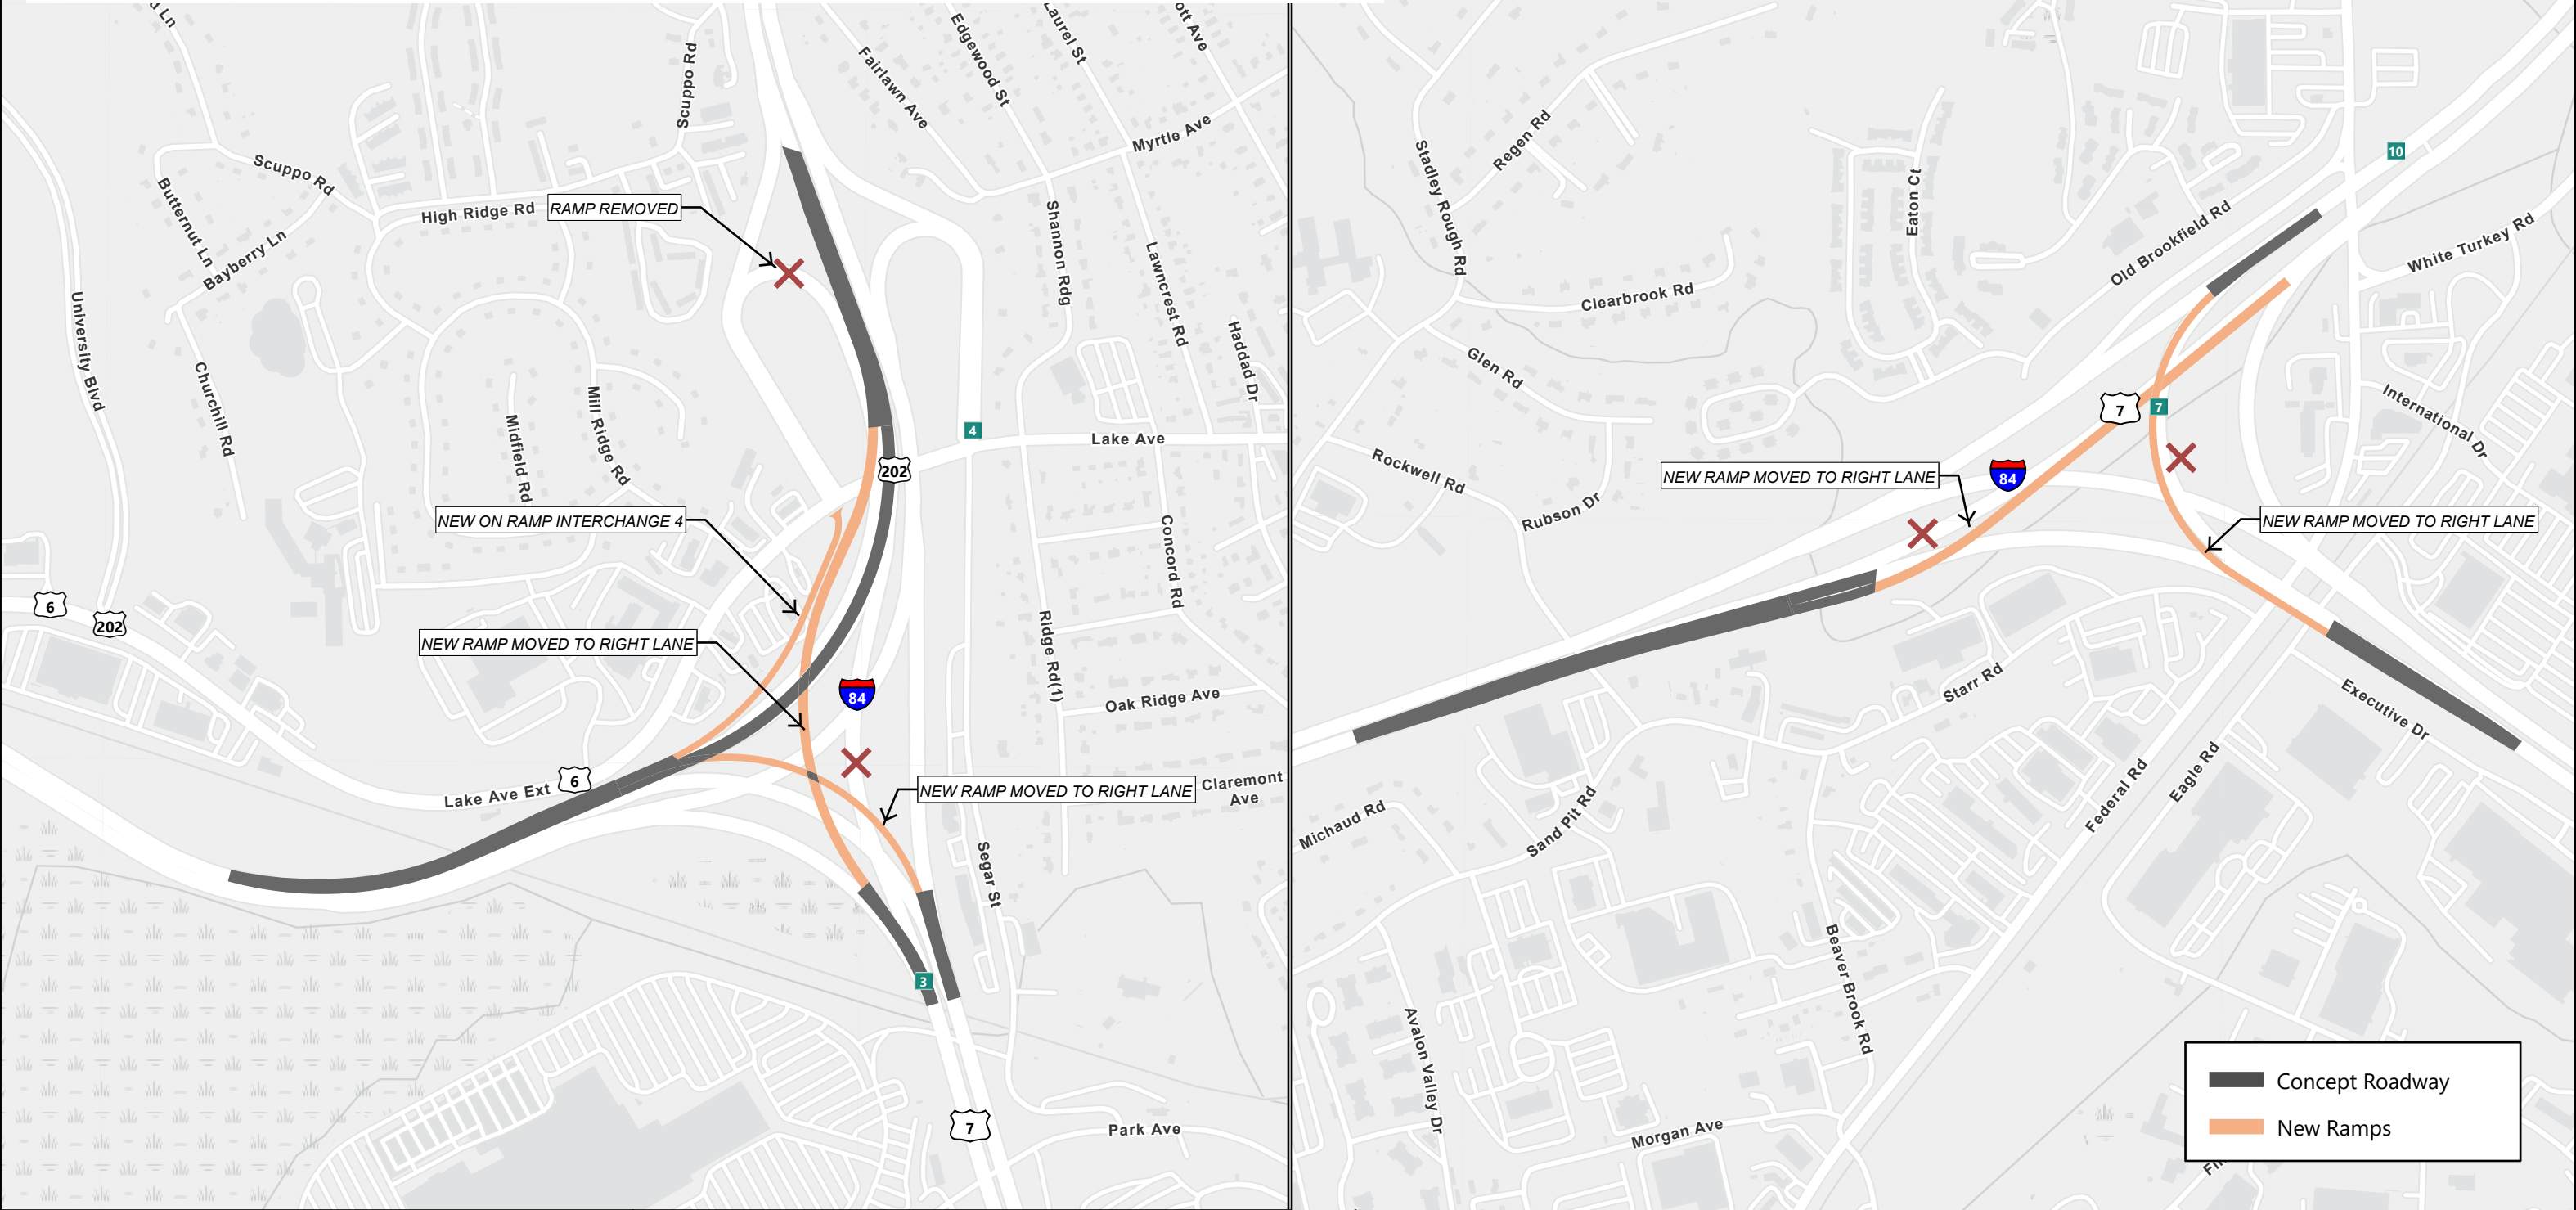 Scuppo Rd
Fairlawn Ave
Edgewood St
Laurel St
Myrtle Ave
Scuppo Rd
Butternut Ln
Bayberry Ln
High Ridge Rd
RAMP REMOVED
Shannon Rdg
Lawncrest Rd
Haddad Dr
University Blvd
Churchill Rd
Midfield Rd
Mill Ridge Rd
4
Lake Ave
202
NEW ON RAMP INTERCHANGE 4
Concord Rd
6
202
NEW RAMP MOVED TO RIGHT LANE
Ridge Rd(1)
84
Oak Ridge Ave
6
Lake Ave Ext
NEW RAMP MOVED TO RIGHT LANE
Claremont
Ave
Segar St
3
7
Park Ave
10
Stadley Rough Rd
Regen Rd
Eaton Ct
Old Brookfield Rd
White Turkey Rd
Clearbrook Rd
Glen Rd
7
7
International Dr
Rockwell Rd
NEW RAMP MOVED TO RIGHT LANE
84
Rubson Dr
NEW RAMP MOVED TO RIGHT LANE
Starr Rd
Executive Dr
Federal Rd
Eagle Rd
Michaud Rd
Sand Pit Rd
Beaver Brook Rd
Avalon Valley Dr
Morgan Ave
Concept Roadway
New Ramps